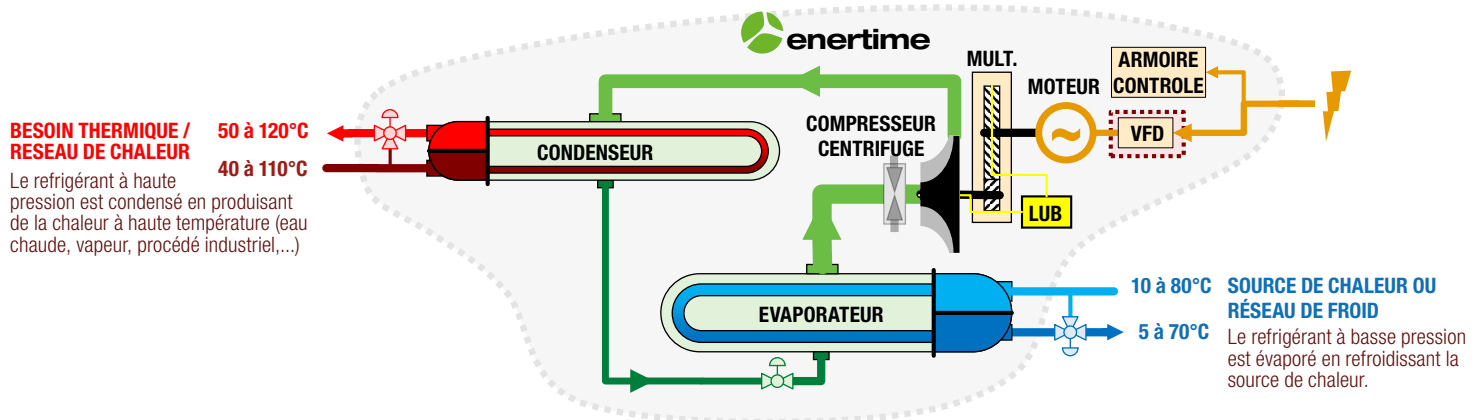 enertime
MULT.
MOTEUR
ARMOIRE
CONTROLE
VFD
COMPRESSEUR
CENTRIFUGE
LUB
BESOIN THERMIQUE /
RESEAU DE CHALEUR
50 à 120°C
40 à 110°C
Le refrigérant à haute
pression est condensé en produisant
de la chaleur à haute température (eau
chaude, vapeur, procédé industriel,...)
CONDENSEUR
EVAPORATEUR
10 à 80°C
5 à 70°C
SOURCE DE CHALEUR OU
RÉSEAU DE FROID
Le refrigérant à basse pression
est évaporé en refroidissant la
source de chaleur.